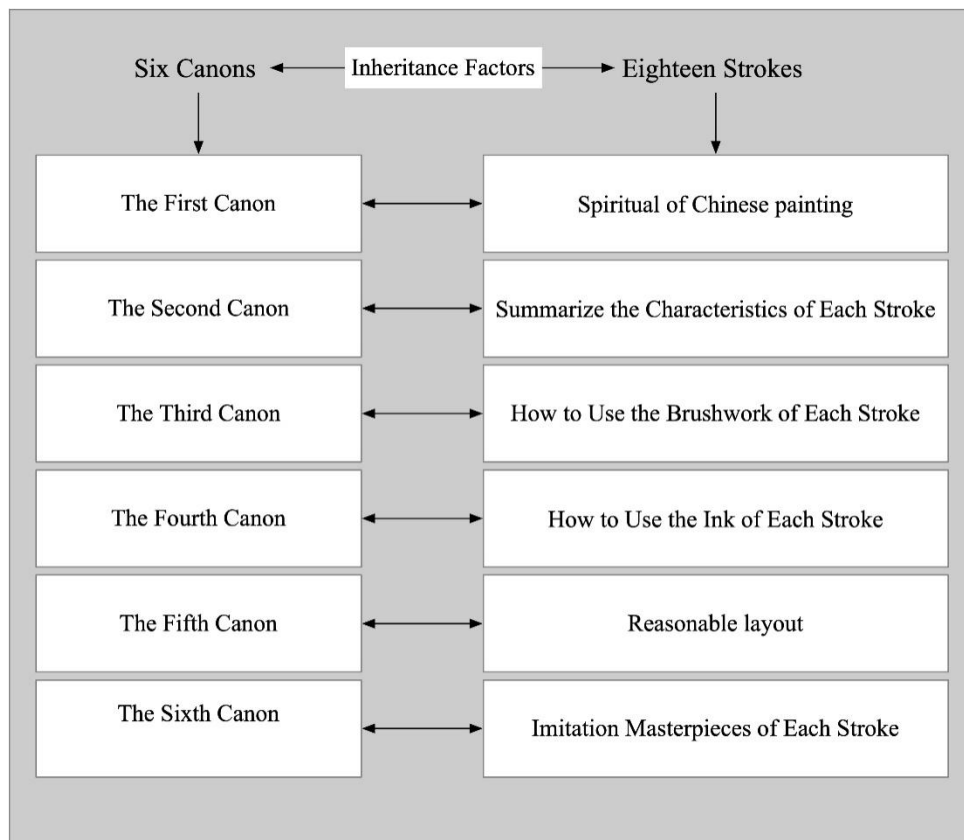 Six Canons
Inheritance Factors
Eighteen Strokes
The First Canon
Spiritual of Chinese painting
The Second Canon
Summarize the Characteristics of Each Stroke
The Third Canon
How to Use the Brushwork of Each Stroke
The Fourth Canon
How to Use the Ink of Each Stroke
The Fifth Canon
Reasonable layout
The Sixth Canon
Imitation Masterpieces of Each Stroke